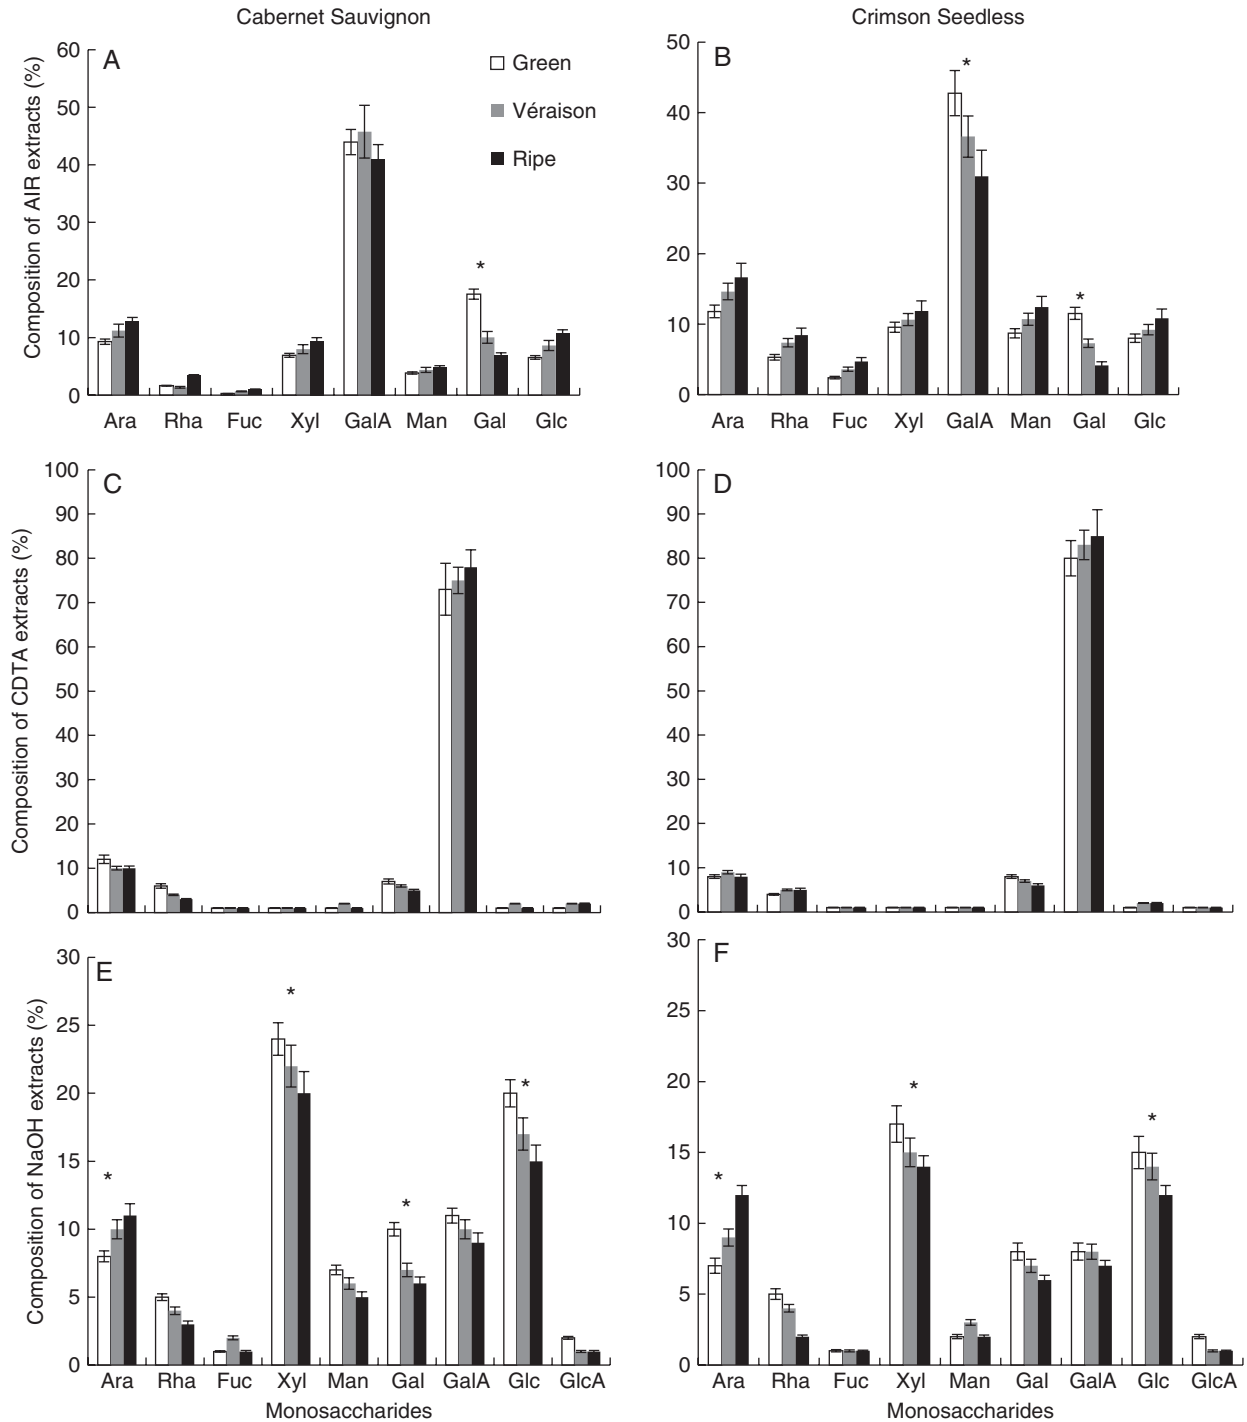 Cabernet Sauvignon
Crimson Seedless
A
Composition of AIR extracts (%)
60
50
40
30
20
10
0
Green
Véraison
Ripe
*
Ara Rha Fuc Xyl GalA Man Gal Glc
B
50
40
30
20
10
0
*
*
Ara Rha Fuc Xyl GalA Man Gal Glc
C
Composition of CDTA extracts (%)
100
90
80
70
60
50
40
30
20
10
0
D
100
90
80
70
60
50
40
30
20
10
0
E
Composition of NaOH extracts (%)
30
25
20
15
10
5
0
*
*
*
*
Ara Rha Fuc Xyl Man Gal GalA Glc GlcA
Monosaccharides
F
30
25
20
15
10
5
0
*
*
*
Ara Rha Fuc Xyl Man Gal GalA Glc GlcA
Monosaccharides